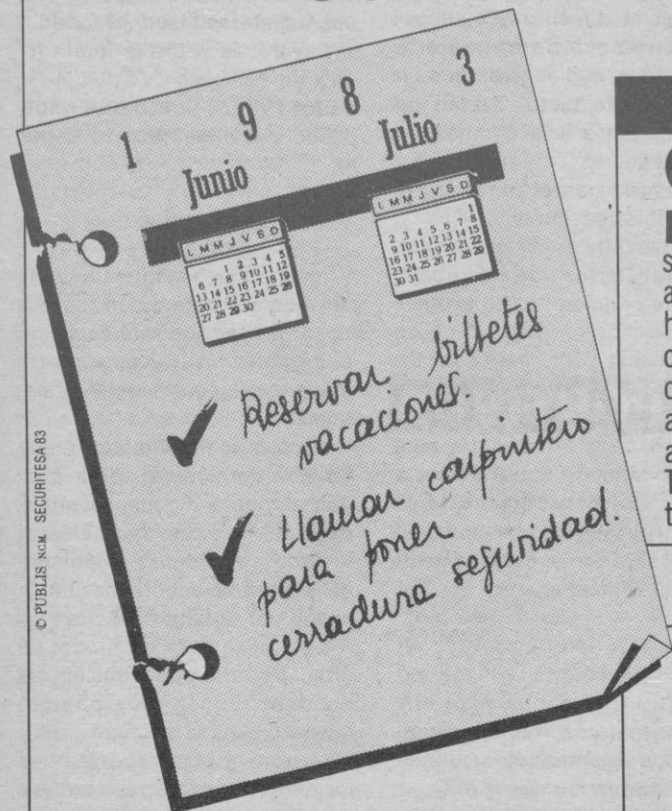 1 9 8 3
Junio Julio
L M M J V S D
1 2 3 4 5
6 7 8 9 10 11 12
13 14 15 16 17 18 19
20 21 22 23 24 25 26
27 28 29 30
L M M J V S D
1
2 3 4 5 6 7 8
9 10 11 12 13 14 15
16 17 18 19 20 21 22
23 24 25 26 27 28 29
30 31
Reservar billetes
vacaciones.
Llamar carpintero
para poner
cerradura seguridad.
© PUBLIS N.C.M. SECURITESA 83